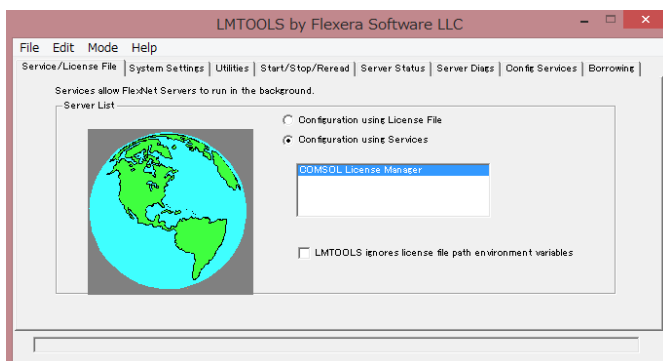 LMTOOLS by Flexera Software LLC
File Edit Mode Help
Service/License File System Settings Utilities Start/Stop/Reread Server Status Server Diags Config Services Borrowing
Services allow FlexNet Servers to run in the background.
Server List
Configuration using License File
Configuration using Services
COMSOL License Manager
LMTOOLS ignores license file path environment variables